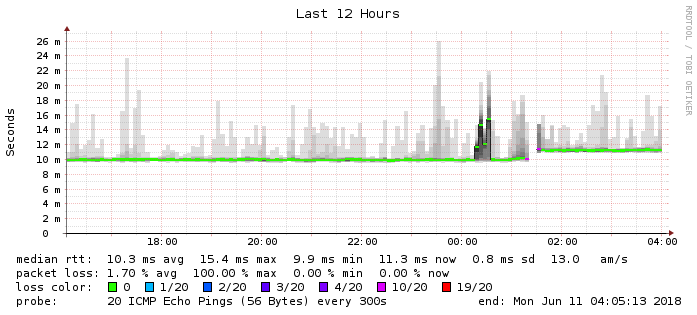 Last 12 Hours
RRDTOOL / TOBI OETIKER
Seconds
26 m
24 m
22 m
20 m
18 m
16 m
14 m
12 m
10 m
8 m
6 m
4 m
2 m
0
18:00 20:00 22:00 00:00 02:00 04:00
median rtt: 10.3 ms avg 15.4 ms max 9.9 ms min 11.3 ms now 0.8 ms sd 13.0 am/s
packet loss: 1.70 % avg 100.00 % max 0.00 % min 0.00 % now
loss color: 0 1/20 2/20 3/20 4/20 10/20 19/20
probe: 20 ICMP Echo Pings (56 Bytes) every 300s end: Mon Jun 11 04:05:13 2018